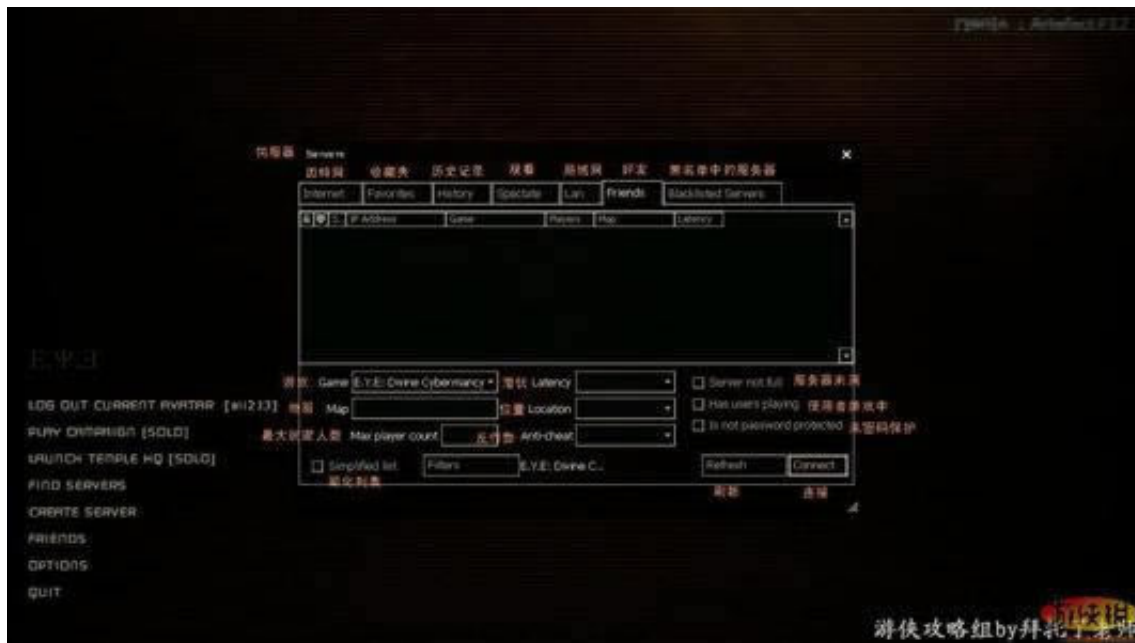 伺服器 Servers
因特网 收藏夹 历史记录 观看 局域网 好友 黑名单中的服务器
Internet Favorites History Spectate Lan Friends Blacklisted Servers
IP Address Game Players Map Latency
游戏 Game E.Y.E: Divine Cybermancy 潜伏 Latency Server not full 服务器未满
地图 Map 位置 Location Has users playing 使用者游戏中
最大玩家人数 Max player count 反作弊 Anti-cheat Is not password protected 未密码保护
Simplified list Filters E.Y.E: Divine C... Refresh Connect
简化列表 刷新 连接
LOG OUT CURRENT AVATAR
PLAY CAMPAIGN [SOLO]
LAUNCH TEMPLE HQ [SOLO]
FIND SERVERS
CREATE SERVER
FRIENDS
OPTIONS
QUIT
游侠攻略组by拜托了老师